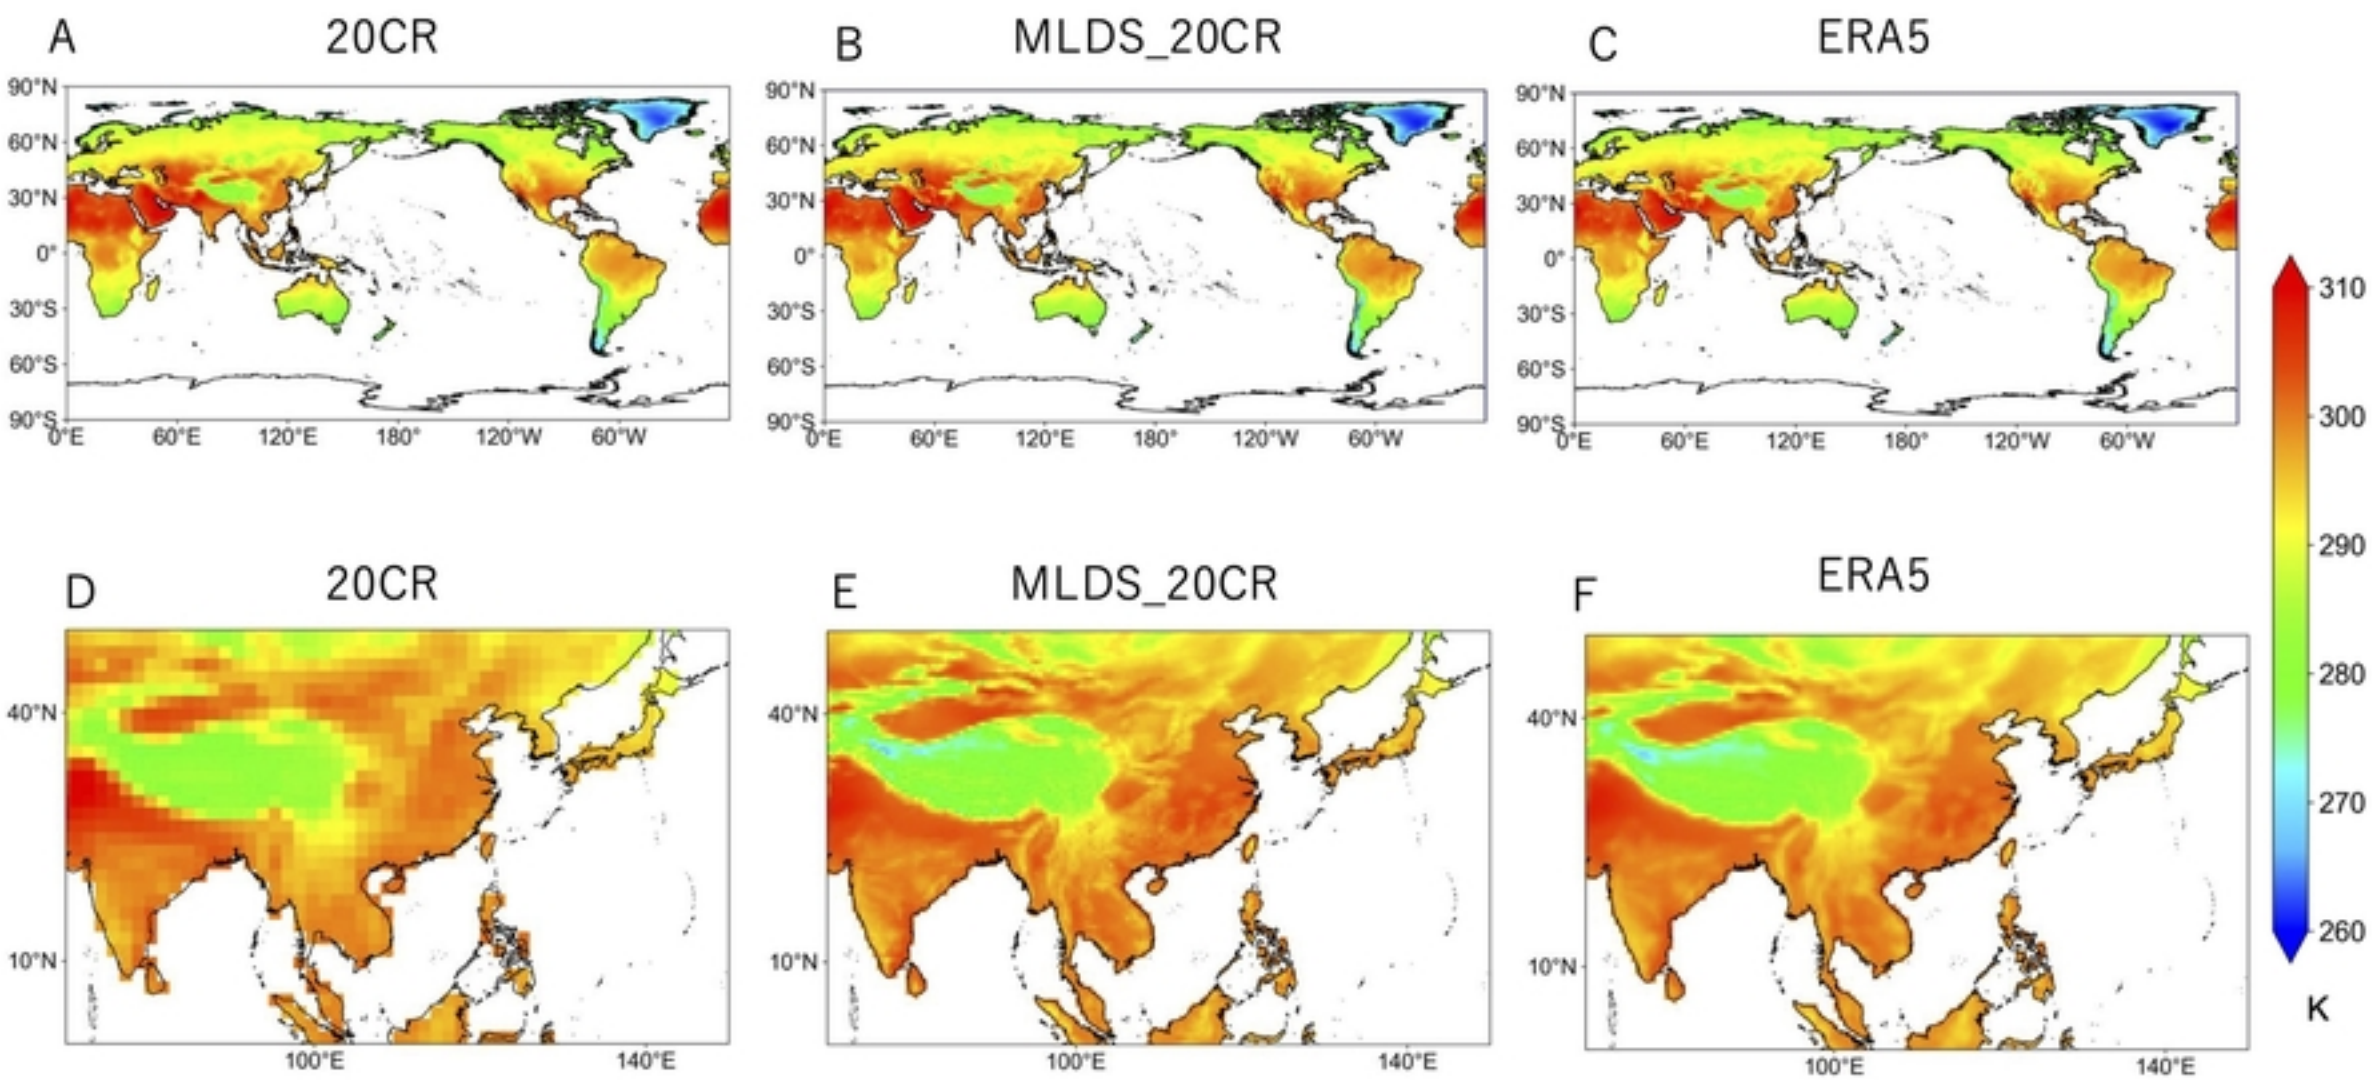 A 20CR
B MLDS_20CR
C ERA5
90°N 60°N 30°N 0° 30°S 60°S 90°S
0°E 60°E 120°E 180° 120°W 60°W
90°N 60°N 30°N 0° 30°S 60°S 90°S
0°E 60°E 120°E 180° 120°W 60°W
90°N 60°N 30°N 0° 30°S 60°S 90°S
0°E 60°E 120°E 180° 120°W 60°W
D 20CR
E MLDS_20CR
F ERA5
40°N
10°N
100°E 140°E
40°N
10°N
100°E 140°E
40°N
10°N
100°E 140°E
310
300
290
280
270
260
K